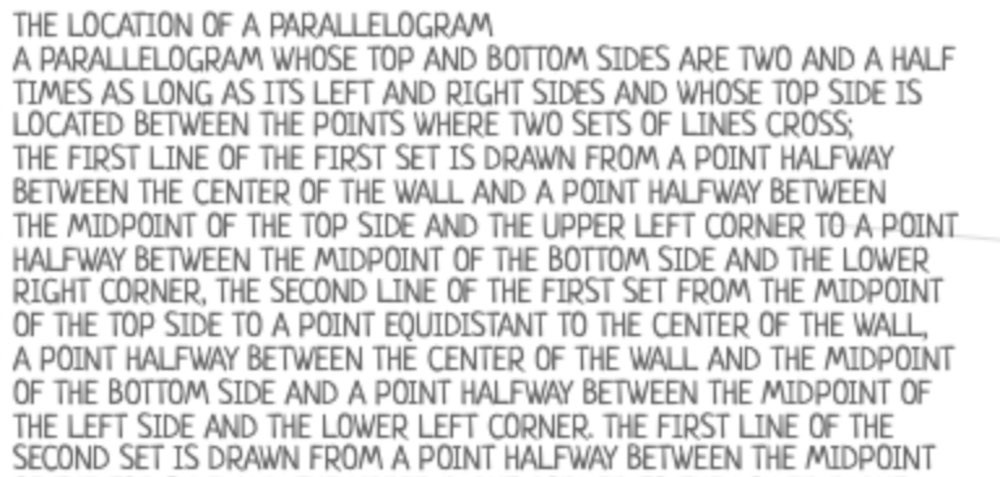 THE LOCATION OF A PARALLELOGRAM
A PARALLELOGRAM WHOSE TOP AND BOTTOM SIDES ARE TWO AND A HALF
TIMES AS LONG AS ITS LEFT AND RIGHT SIDES AND WHOSE TOP SIDE IS
LOCATED BETWEEN THE POINTS WHERE TWO SETS OF LINES CROSS;
THE FIRST LINE OF THE FIRST SET IS DRAWN FROM A POINT HALFWAY
BETWEEN THE CENTER OF THE WALL AND A POINT HALFWAY BETWEEN
THE MIDPOINT OF THE TOP SIDE AND THE UPPER LEFT CORNER TO A POINT
HALFWAY BETWEEN THE MIDPOINT OF THE BOTTOM SIDE AND THE LOWER
RIGHT CORNER, THE SECOND LINE OF THE FIRST SET FROM THE MIDPOINT
OF THE TOP SIDE TO A POINT EQUIDISTANT TO THE CENTER OF THE WALL,
A POINT HALFWAY BETWEEN THE CENTER OF THE WALL AND THE MIDPOINT
OF THE BOTTOM SIDE AND A POINT HALFWAY BETWEEN THE MIDPOINT OF
THE LEFT SIDE AND THE LOWER LEFT CORNER. THE FIRST LINE OF THE
SECOND SET IS DRAWN FROM A POINT HALFWAY BETWEEN THE MIDPOINT